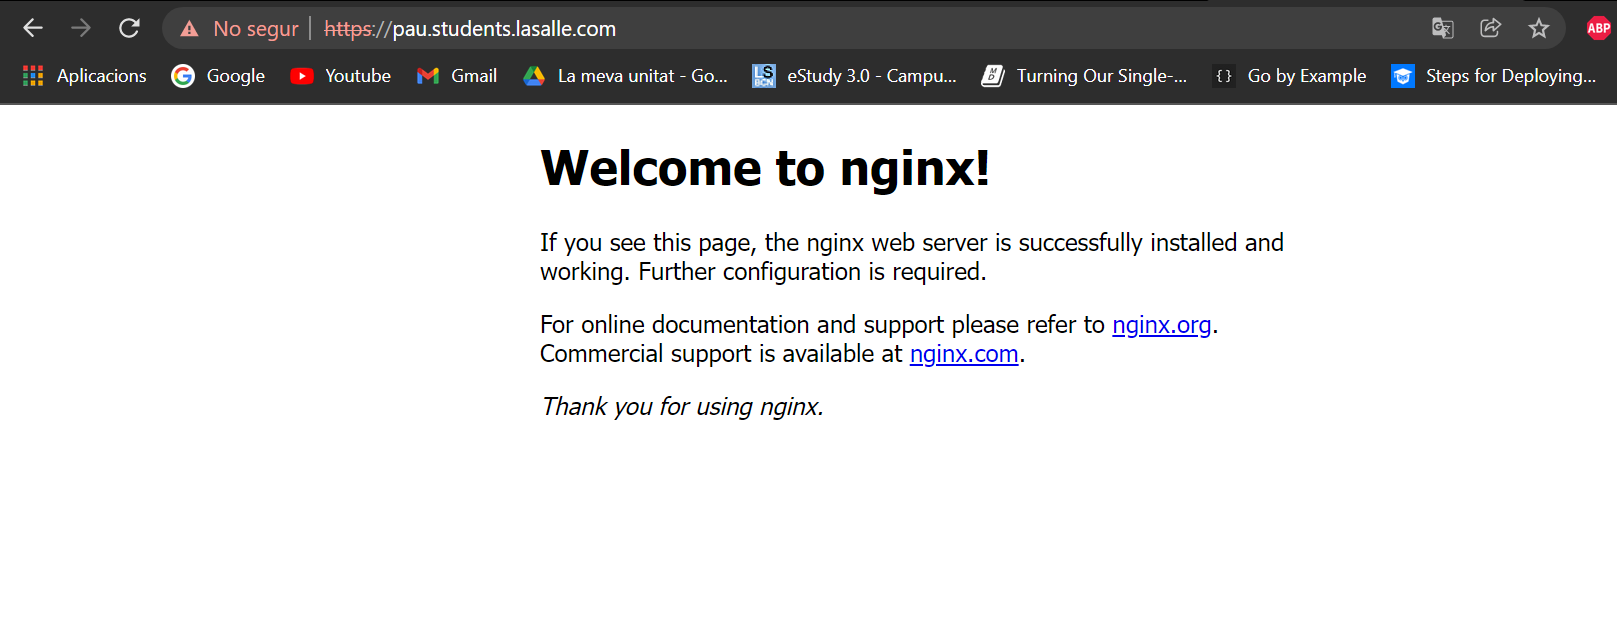 No segur | https://pau.students.lasalle.com
ABP
Aplicacions Google Youtube Gmail La meva unitat - Go... LS BCN eStudy 3.0 - Campu... M D Turning Our Single-... {} Go by Example Steps for Deploying...
Welcome to nginx!
If you see this page, the nginx web server is successfully installed and
working. Further configuration is required.
For online documentation and support please refer to nginx.org.
Commercial support is available at nginx.com.
Thank you for using nginx.